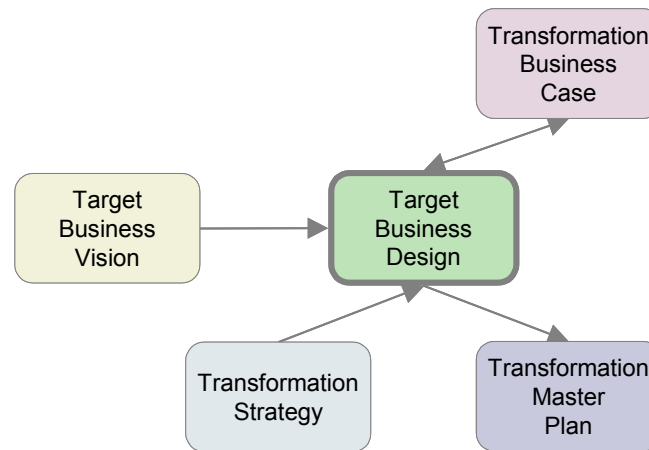 Transformation
Business
Case
Target
Business
Vision
Target
Business
Design
Transformation
Strategy
Transformation
Master
Plan